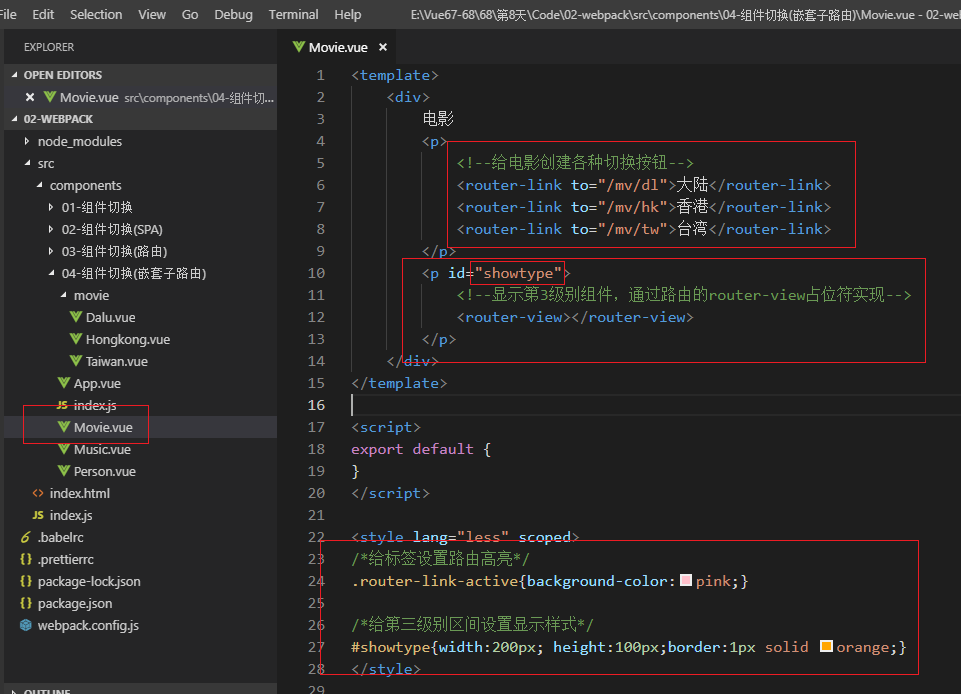 File Edit Selection View Go Debug Terminal Help E:\Vue67-68\68\第8天\Code\02-webpack\src\components\04-组件切换(嵌套子路由)\Movie.vue - 02-we
EXPLORER
OPEN EDITORS
Movie.vue src\components\04-组件切...
02-WEBPACK
node_modules
src
components
01-组件切换
02-组件切换(SPA)
03-组件切换(路由)
04-组件切换(嵌套子路由)
movie
Dalu.vue
Hongkong.vue
Taiwan.vue
App.vue
JS index.js
Movie.vue
Music.vue
Person.vue
<> index.html
JS index.js
6 .babelrc
{} .prettierrc
{} package-lock.json
{} package.json
webpack.config.js
OUTLINE
Movie.vue ×
1 <template>
2 <div>
3 电影
4 <p>
5 <!--给电影创建各种切换按钮-->
6 <router-link to="/mv/dl">大陆</router-link>
7 <router-link to="/mv/hk">香港</router-link>
8 <router-link to="/mv/tw">台湾</router-link>
9 </p>
10 <p id="showtype">
11 <!--显示第3级别组件，通过路由的router-view占位符实现-->
12 <router-view></router-view>
13 </p>
14 </div>
15 </template>
16
17 <script>
18 export default {
19 }
20 </script>
21
22 <style lang="less" scoped>
23 /*给标签设置路由高亮*/
24 .router-link-active{background-color:pink;}
25
26 /*给第三级别区间设置显示样式*/
27 #showtype{width:200px; height:100px;border:1px solid orange;}
28 </style>
29